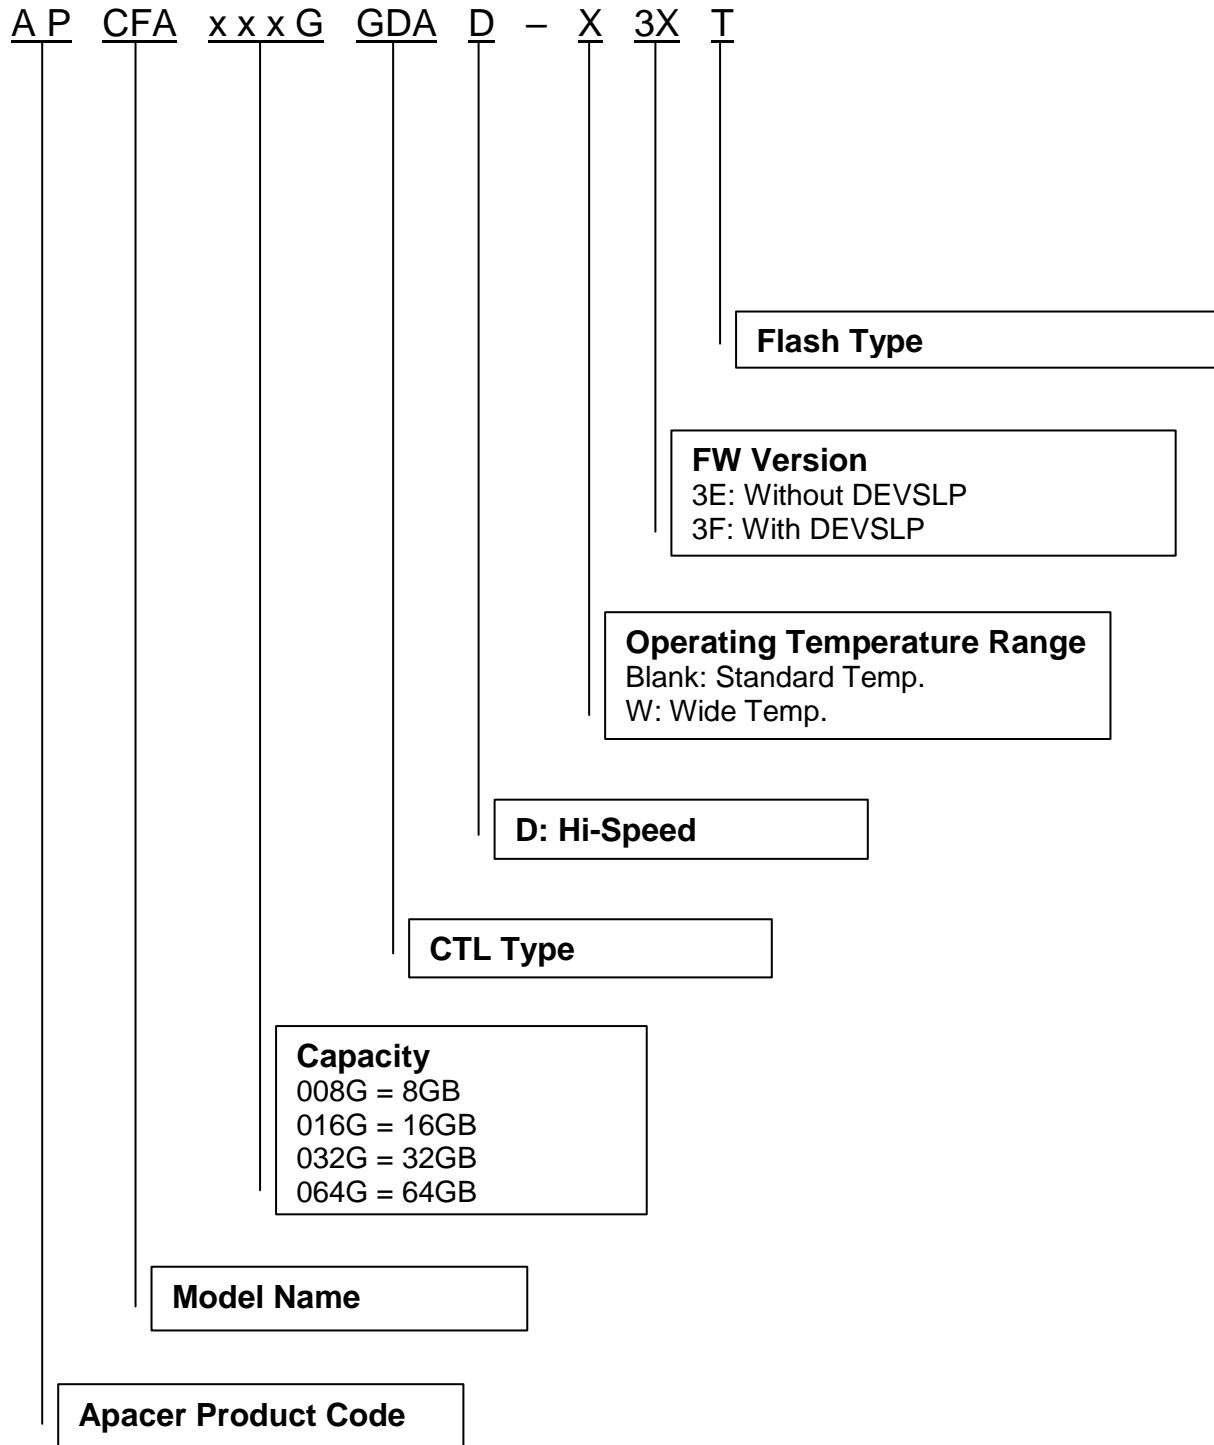 A P CFA x x x G GDA D – X 3X T
Flash Type
FW Version
3E: Without DEVSLP
3F: With DEVSLP
Operating Temperature Range
Blank: Standard Temp.
W: Wide Temp.
D: Hi-Speed
CTL Type
Capacity
008G = 8GB
016G = 16GB
032G = 32GB
064G = 64GB
Model Name
Apacer Product Code